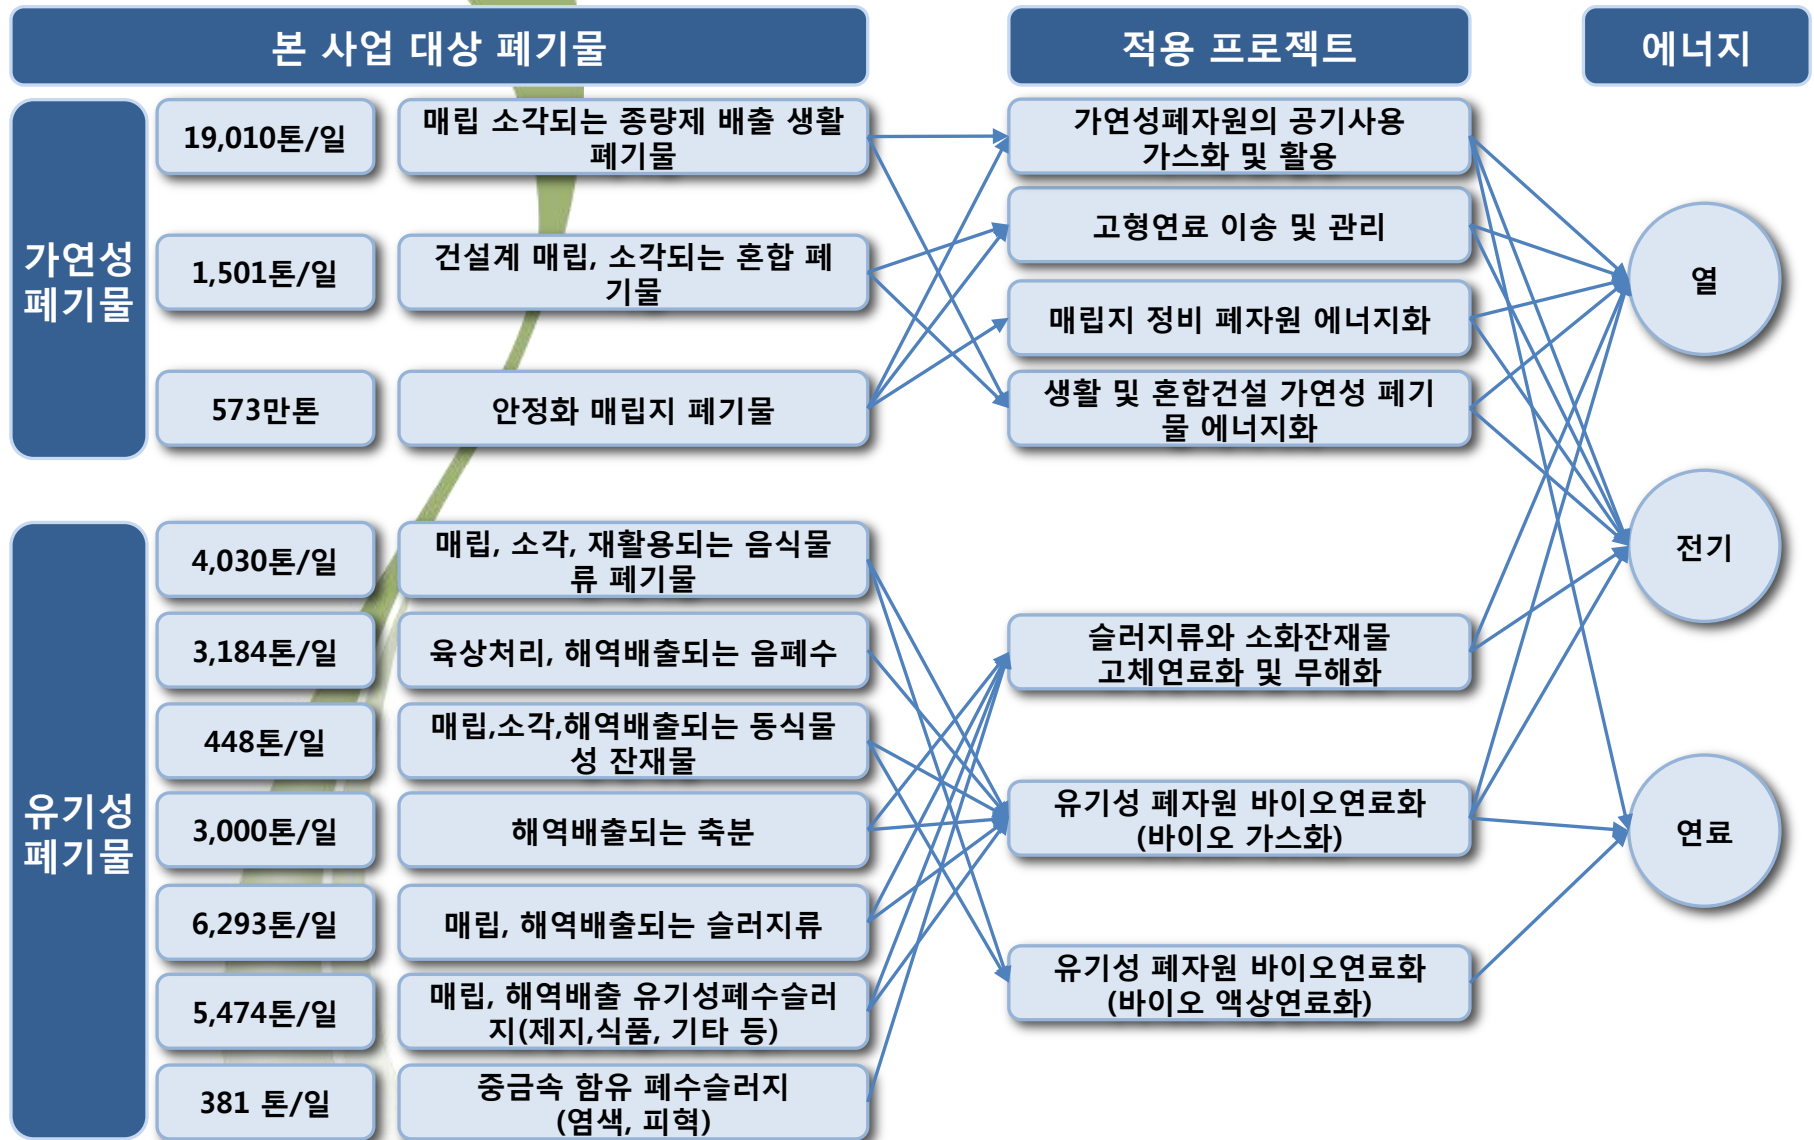 본 사업 대상 폐기물
적용 프로젝트
에너지
가연성
폐기물
19,010톤/일
매립 소각되는 종량제 배출 생활
폐기물
1,501톤/일
건설계 매립, 소각되는 혼합 폐
기물
573만톤
안정화 매립지 폐기물
가연성폐자원의 공기사용
가스화 및 활용
고형연료 이송 및 관리
매립지 정비 폐자원 에너지화
생활 및 혼합건설 가연성 폐기
물 에너지화
열
전기
연료
유기성
폐기물
4,030톤/일
매립, 소각, 재활용되는 음식물
류 폐기물
3,184톤/일
육상처리, 해역배출되는 음폐수
448톤/일
매립,소각,해역배출되는 동식물
성 잔재물
3,000톤/일
해역배출되는 축분
6,293톤/일
매립, 해역배출되는 슬러지류
5,474톤/일
매립, 해역배출 유기성폐수슬러
지(제지,식품, 기타 등)
381 톤/일
중금속 함유 폐수슬러지
(염색, 피혁)
슬러지류와 소화잔재물
고체연료화 및 무해화
유기성 폐자원 바이오연료화
(바이오 가스화)
유기성 폐자원 바이오연료화
(바이오 액상연료화)